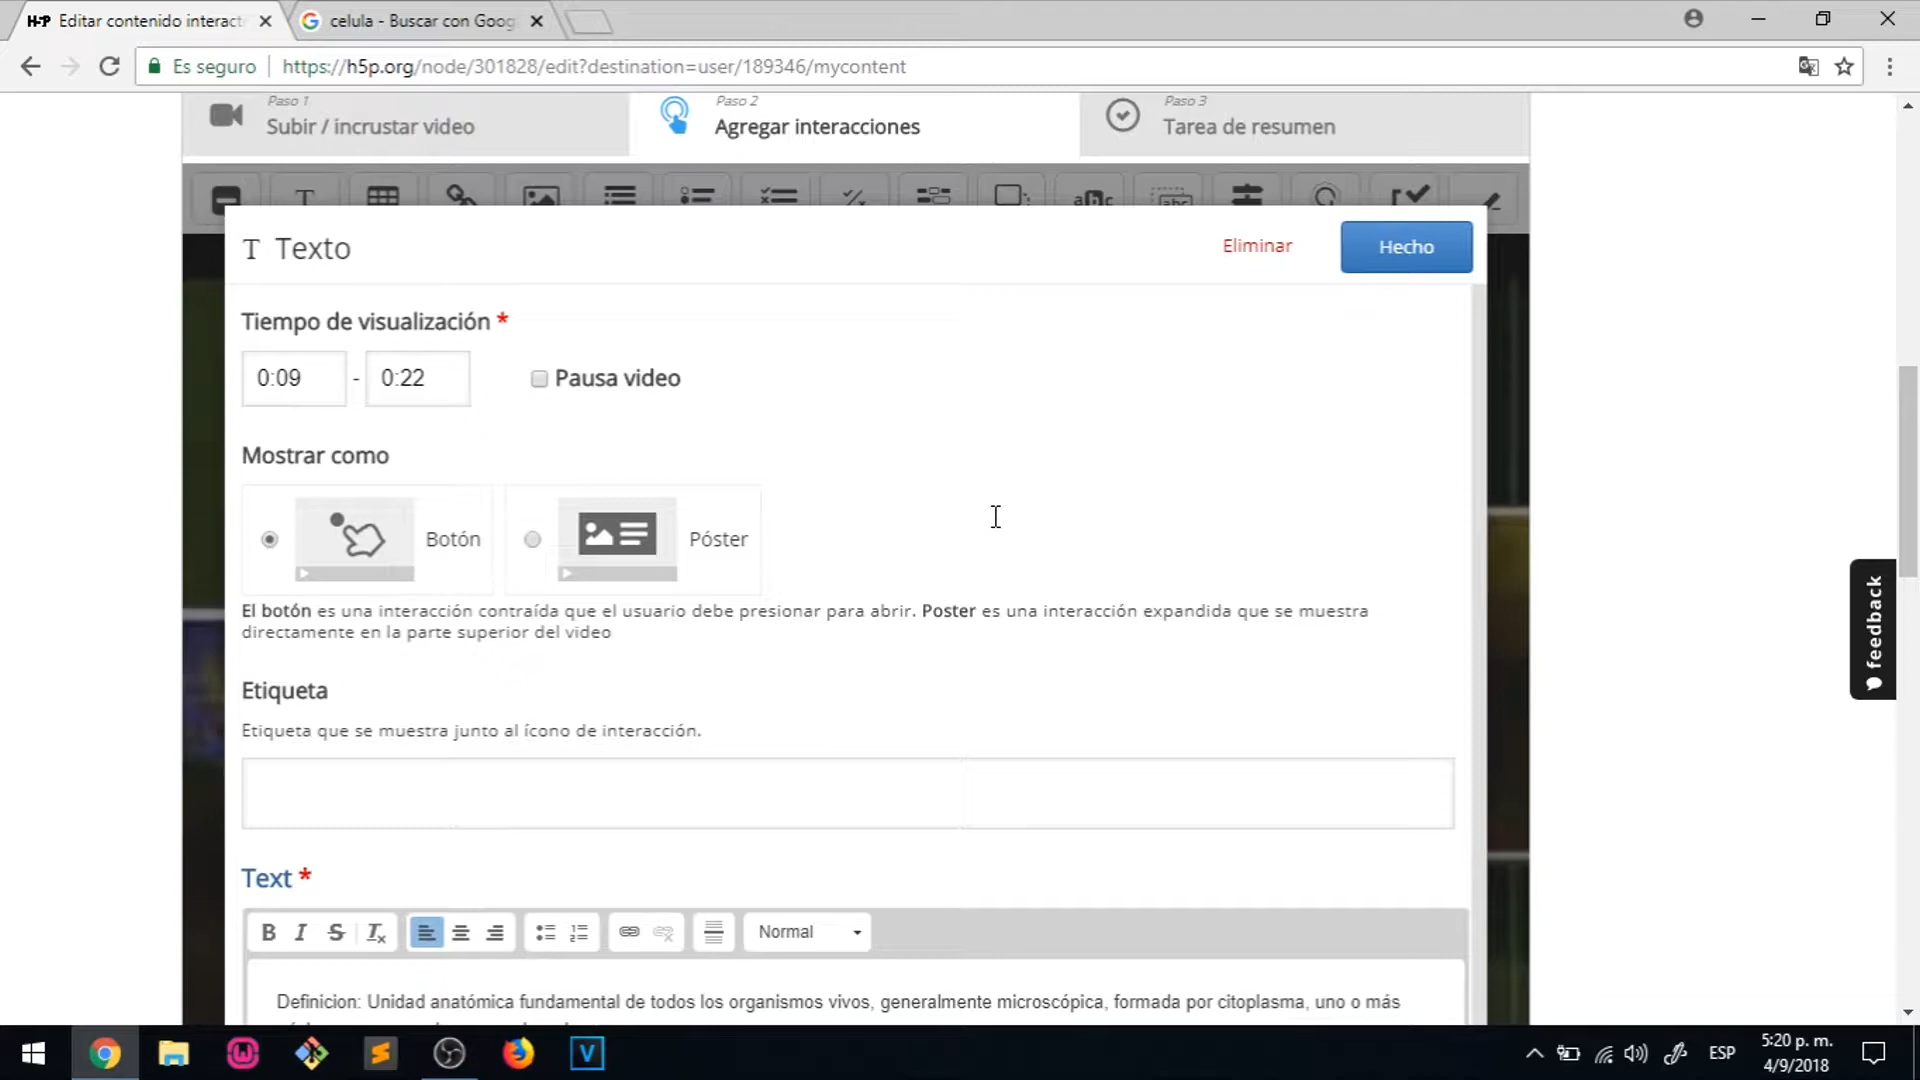 H-P Editar contenido interact
celula - Buscar con Goog
Es seguro
https://h5p.org/node/301828/edit?destination=user/189346/mycontent
Paso 1
Subir / incrustar video
Paso 2
Agregar interacciones
Paso 3
Tarea de resumen
T Texto
Eliminar
Hecho
Tiempo de visualización *
0:09 - 0:22
Pausa video
Mostrar como
Botón
Póster
El botón es una interacción contraída que el usuario debe presionar para abrir. Poster es una interacción expandida que se muestra
directamente en la parte superior del video
Etiqueta
Etiqueta que se muestra junto al ícono de interacción.
Text *
B I S Tx
Normal
Definicion: Unidad anatómica fundamental de todos los organismos vivos, generalmente microscópica, formada por citoplasma, uno o más
feedback
ESP
5:20 p. m.
4/9/2018